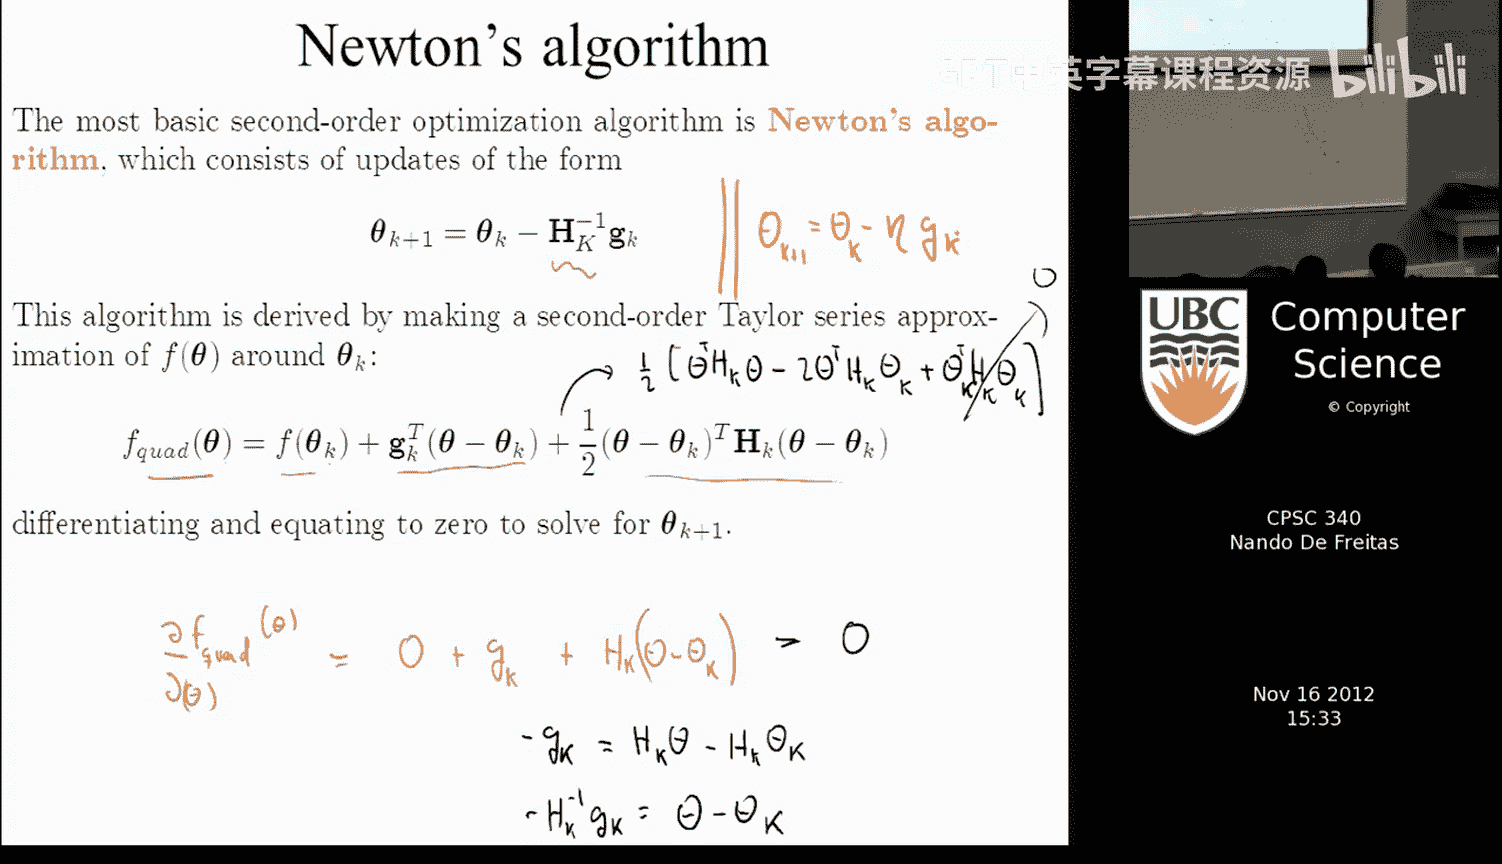 Newton's algorithm
The most basic second-order optimization algorithm is Newton's algo-
rithm, which consists of updates of the form
θ_{k+1} = θ_k − H_K^{-1} g_k
θ_{k+1} = θ_k - η g_k
This algorithm is derived by making a second-order Taylor series approx-
imation of f(θ) around θ_k:
0
½ [θ^T H_k θ - 2θ^T H_k θ_k + θ_k^T H_k θ_k]
f_{quad}(θ) = f(θ_k) + g_k^T(θ − θ_k) + 1/2 (θ − θ_k)^T H_k(θ − θ_k)
differentiating and equating to zero to solve for θ_{k+1}.
∂f_{quad}(θ) / ∂(θ) = 0 + g_k + H_k(θ-θ_k) = 0
- g_k = H_k θ - H_k θ_k
- H_k^{-1} g_k = θ - θ_k
字幕课程资源 bilibili
UBC
Computer
Science
© Copyright
CPSC 340
Nando De Freitas
Nov 16 2012
15:33